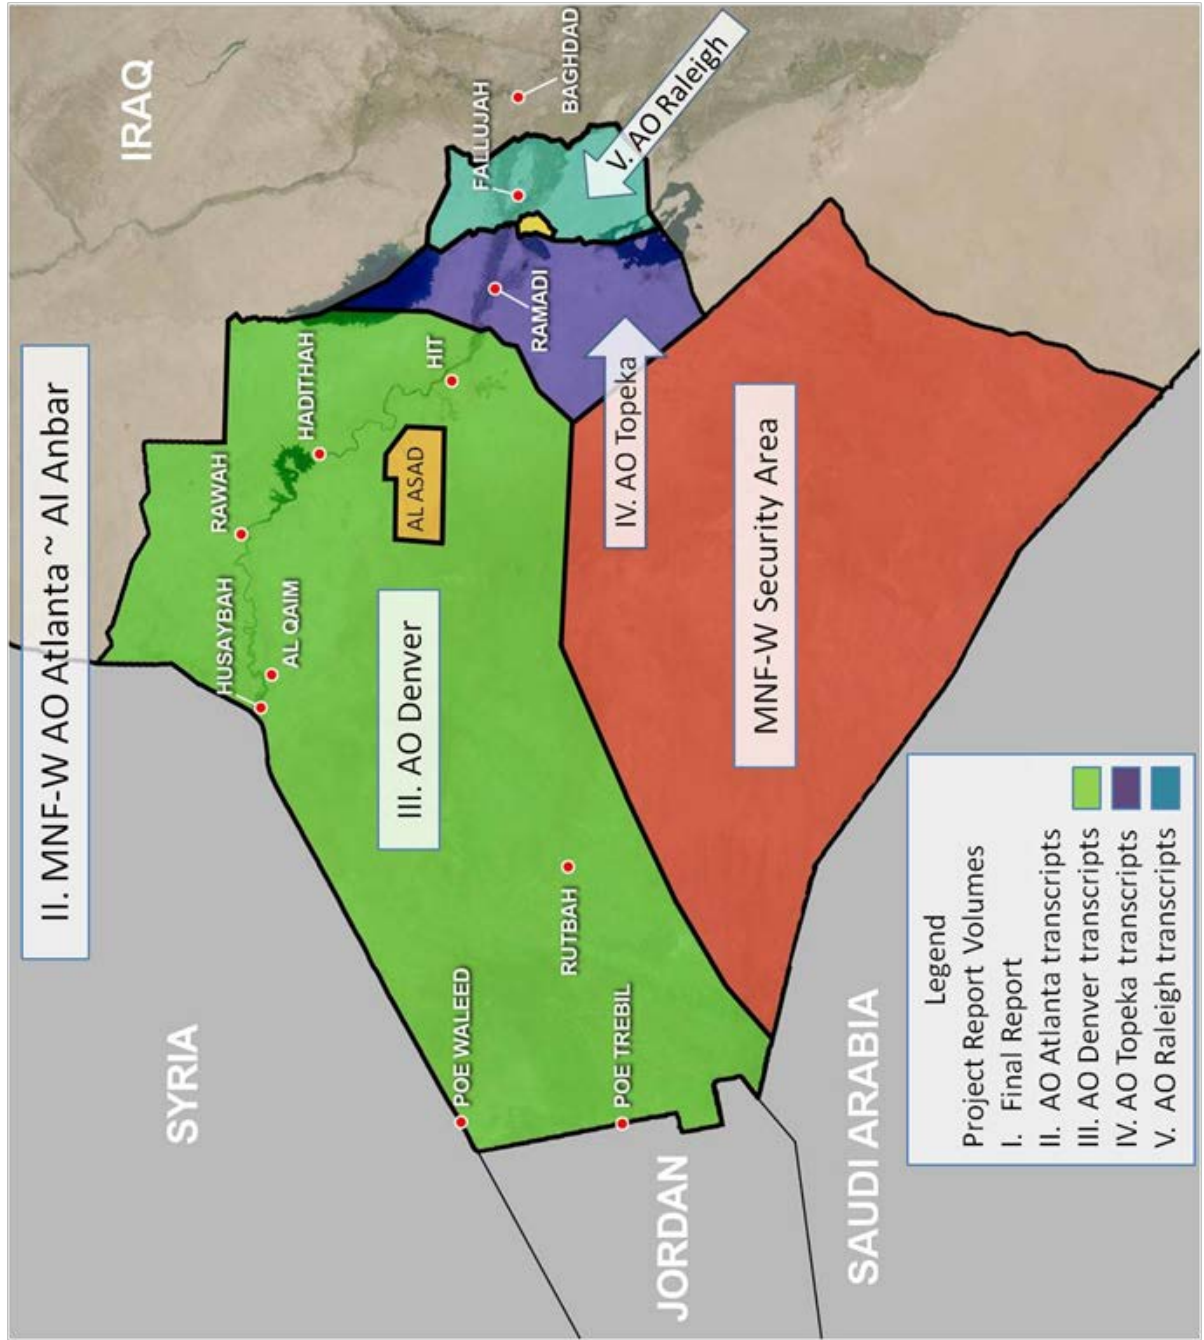 II. MNF-W AO Atlanta ~ Al Anbar
SYRIA
IRAQ
HUSAYBAH
RAWAH
AL QAIM
HADITHAH
HIT
AL ASAD
FALLUJAH
BAGHDAD
RAMADI
III. AO Denver
POE WALEED
RUTBAH
POE TREBIL
IV. AO Topeka
V. AO Raleigh
MNF-W Security Area
JORDAN
SAUDI ARABIA
Legend
Project Report Volumes
I. Final Report
II. AO Atlanta transcripts
III. AO Denver transcripts
IV. AO Topeka transcripts
V. AO Raleigh transcripts